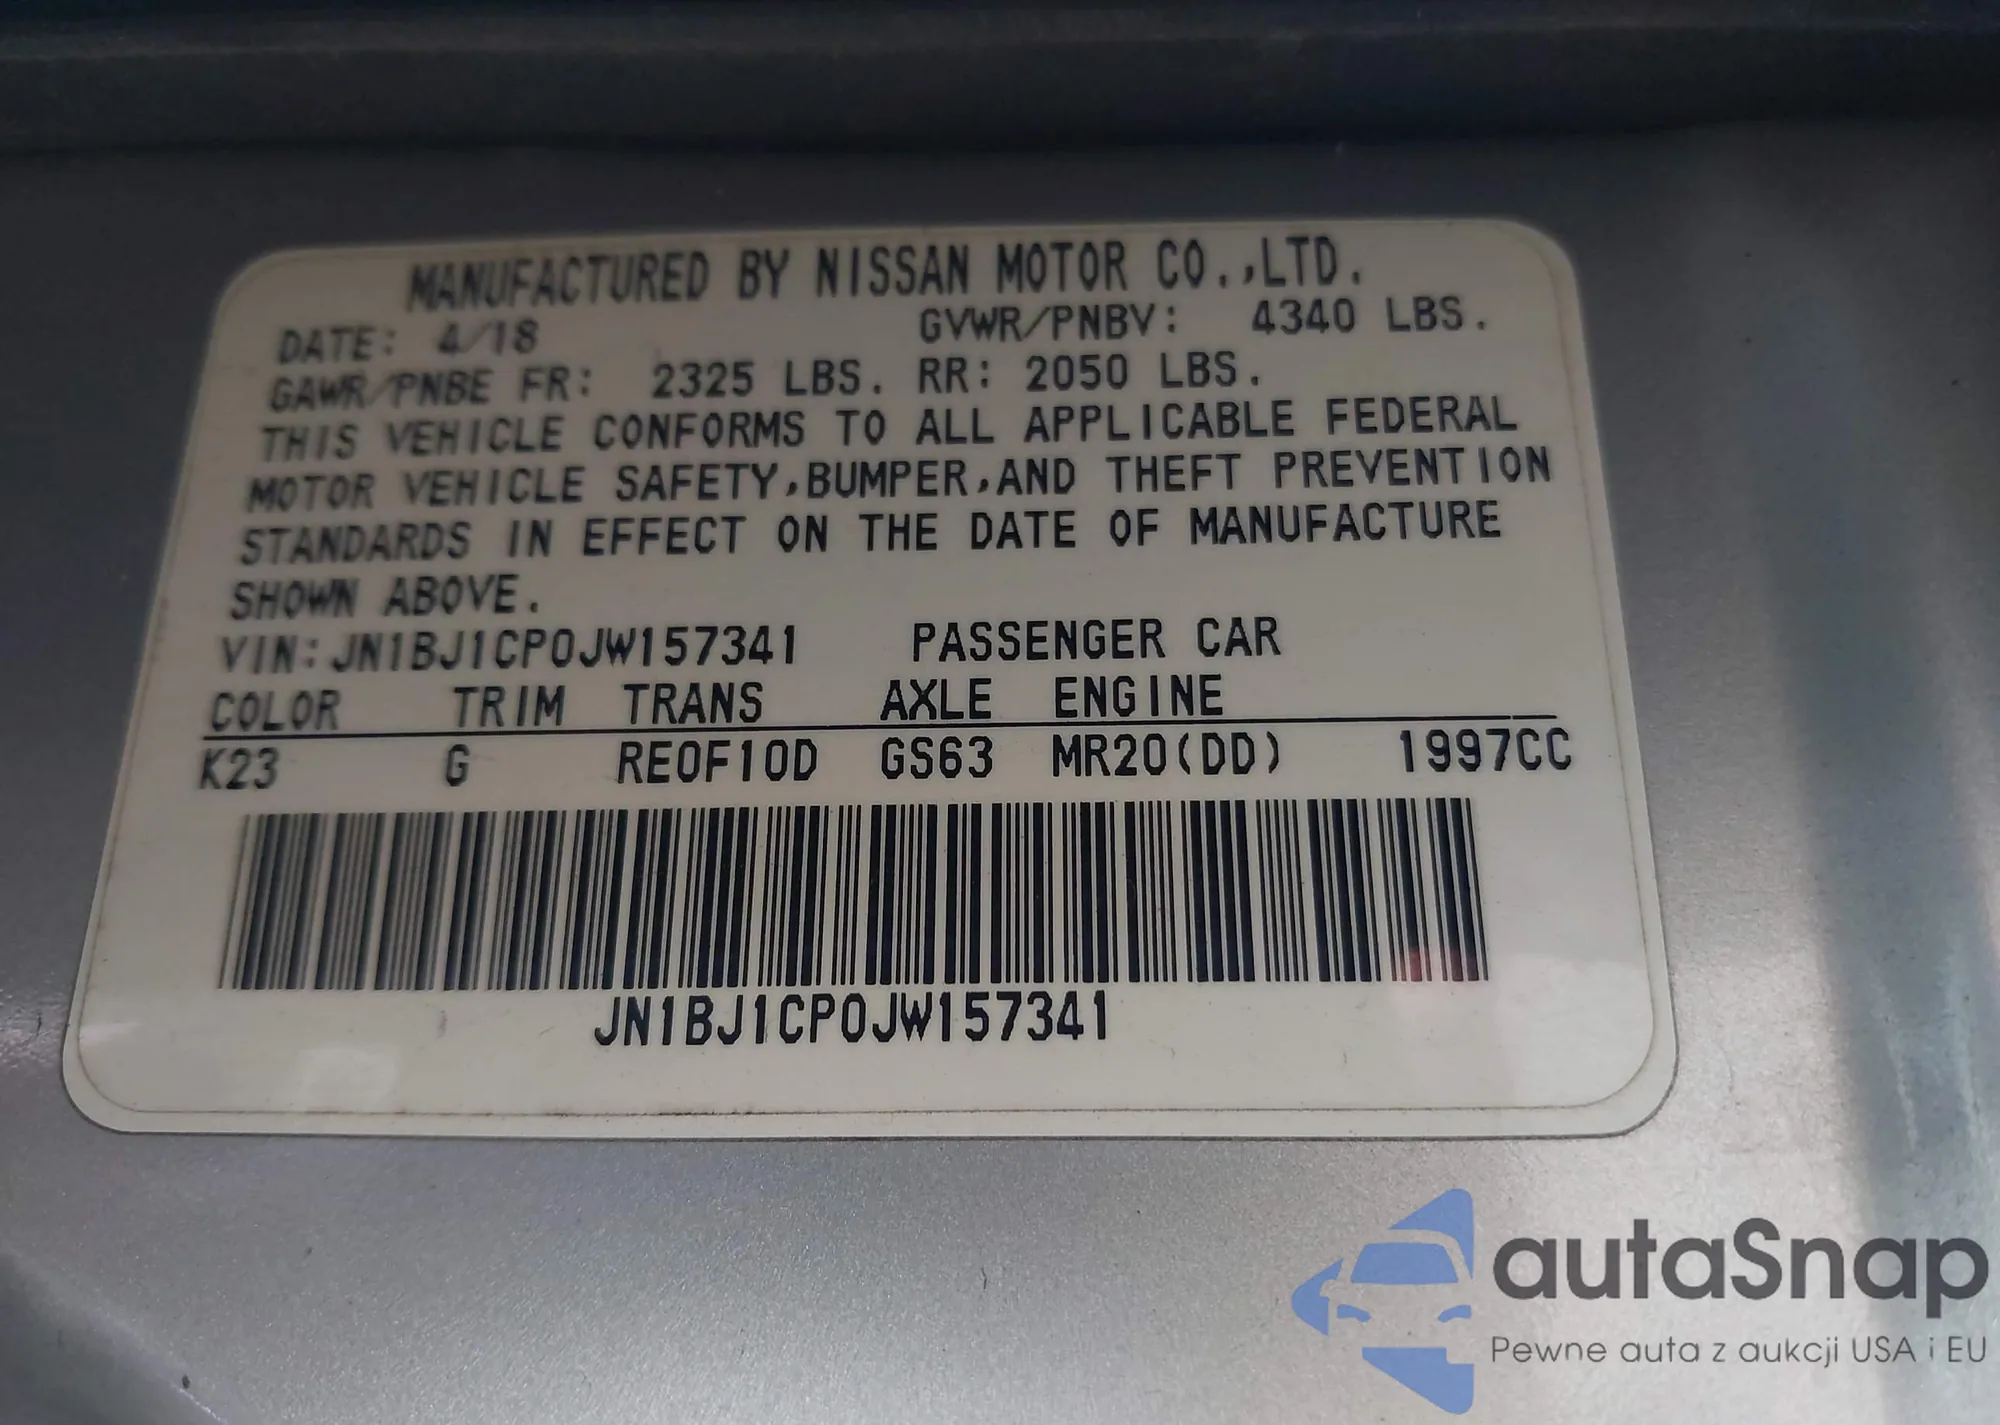 MANUFACTURED BY NISSAN MOTOR CO.,LTD.
DATE: 4/18 GVWR/PNBV: 4340 LBS.
GAWR/PNBE FR: 2325 LBS. RR: 2050 LBS.
THIS VEHICLE CONFORMS TO ALL APPLICABLE FEDERAL
MOTOR VEHICLE SAFETY,BUMPER,AND THEFT PREVENTION
STANDARDS IN EFFECT ON THE DATE OF MANUFACTURE
SHOWN ABOVE.
VIN:JN1BJ1CP0JW157341 PASSENGER CAR
COLOR TRIM TRANS AXLE ENGINE
K23 G RE0F10D GS63 MR20(DD) 1997CC
JN1BJ1CP0JW157341
autaSnap
Pewne auta z aukcji USA i EU